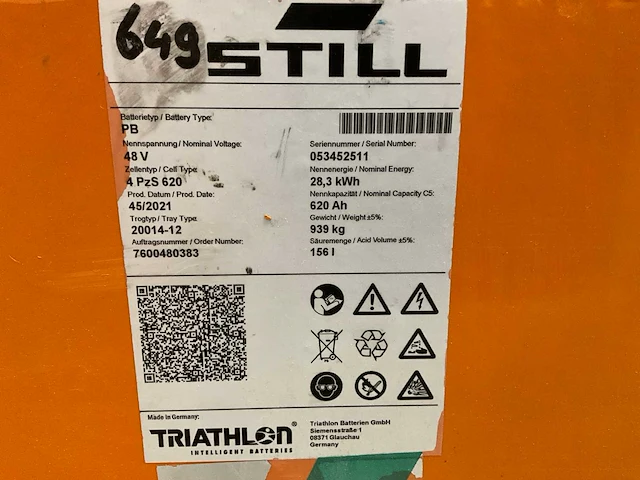 649
STILL
Batterietyp / Battery Type:
PB
Nennspannung / Nominal Voltage:
48 V
Zellentyp / Cell Type:
4 PzS 620
Prod. Datum / Prod. Date:
45/2021
Trogtyp / Tray Type
20014-12
Auftragsnummer / Order Number:
7600480383
Seriennummer / Serial Number:
053452511
Nennenergie / Nominal Energy:
28,3 kWh
Nennkapazität / Nominal Capacity C5:
620 Ah
Gewicht / Weight ±5%:
939 kg
Säuremenge / Acid Volume ±5%:
156 l
Made in Germany:
TRIATHLON®
INTELLIGENT BATTERIES
Triathlon Batterien GmbH
Siemensstraße 1
08371 Glauchau
Germany